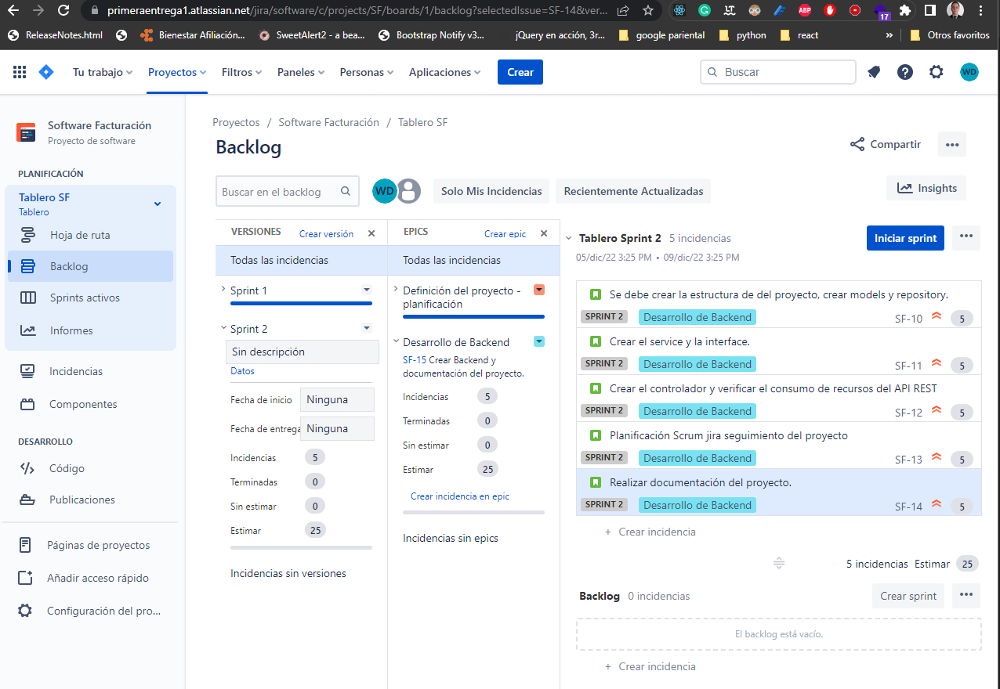 primeraentrega1.atlassian.net/jira/software/c/projects/SF/boards/1/backlog?selectedIssue=SF-14&ver...
ABP
17
ReleaseNotes.html
Bienestar Afiliación...
SweetAlert2 - a bea...
Bootstrap Notify v3...
jQuery en acción, 3r...
google pariental
python
react
»
Otros favoritos
Tu trabajo
Proyectos
Filtros
Paneles
Personas
Aplicaciones
Crear
Buscar
WD
Software Facturación
Proyecto de software
PLANIFICACIÓN
Tablero SF
Tablero
Hoja de ruta
Backlog
Sprints activos
Informes
Incidencias
Componentes
DESARROLLO
Código
Publicaciones
Páginas de proyectos
Añadir acceso rápido
Configuración del pro...
Proyectos / Software Facturación / Tablero SF
Backlog
Compartir
Buscar en el backlog
WD
Solo Mis Incidencias
Recientemente Actualizadas
Insights
VERSIONES Crear versión
Todas las incidencias
Sprint 1
Sprint 2
Sin descripción
Datos
Fecha de inicio Ninguna
Fecha de entrega Ninguna
Incidencias 5
Terminadas 0
Sin estimar 0
Estimar 25
Incidencias sin versiones
EPICS Crear epic
Todas las incidencias
Definición del proyecto -
planificación
Desarrollo de Backend
SF-15 Crear Backend y
documentación del proyecto.
Incidencias 5
Terminadas 0
Sin estimar 0
Estimar 25
Crear incidencia en epic
Incidencias sin epics
Tablero Sprint 2 5 incidencias
Iniciar sprint
05/dic/22 3:25 PM • 09/dic/22 3:25 PM
Se debe crear la estructura de del proyecto, crear models y repository.
SPRINT 2 Desarrollo de Backend SF-10 5
Crear el service y la interface.
SPRINT 2 Desarrollo de Backend SF-11 5
Crear el controlador y verificar el consumo de recursos del API REST
SPRINT 2 Desarrollo de Backend SF-12 5
Planificación Scrum jira seguimiento del proyecto
SPRINT 2 Desarrollo de Backend SF-13 5
Realizar documentación del proyecto.
SPRINT 2 Desarrollo de Backend SF-14 5
+ Crear incidencia
5 incidencias Estimar 25
Backlog 0 incidencias
Crear sprint
El backlog está vacío.
+ Crear incidencia